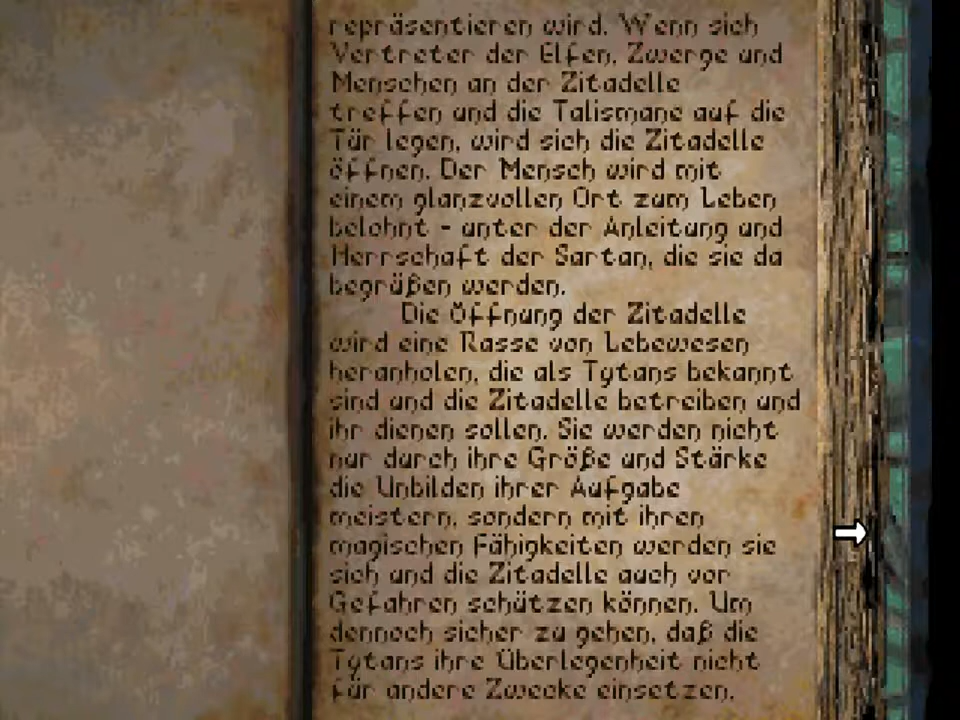 repräsentieren wird. Wenn sich
Vertreter der Elfen, Zwerge und
Menschen an der Zitadelle
treffen und die Talismane auf die
Tür legen, wird sich die Zitadelle
öffnen. Der Mensch wird mit
einem glanzvollen Ort zum Leben
belohnt - unter der Anleitung und
Herrschaft der Sartan, die sie da
begrüßen werden.
Die Öffnung der Zitadelle
wird eine Rasse von Lebewesen
heranholen, die als Tytans bekannt
sind und die Zitadelle betreiben und
ihr dienen sollen. Sie werden nicht
nur durch ihre Größe und Stärke
die Unbilden ihrer Aufgabe
meistern, sondern mit ihren
magischen Fähigkeiten werden sie
sich und die Zitadelle auch vor
Gefahren schützen können. Um
dennoch sicher zu gehen, daß die
Tytans ihre Überlegenheit nicht
für andere Zwecke einsetzen,